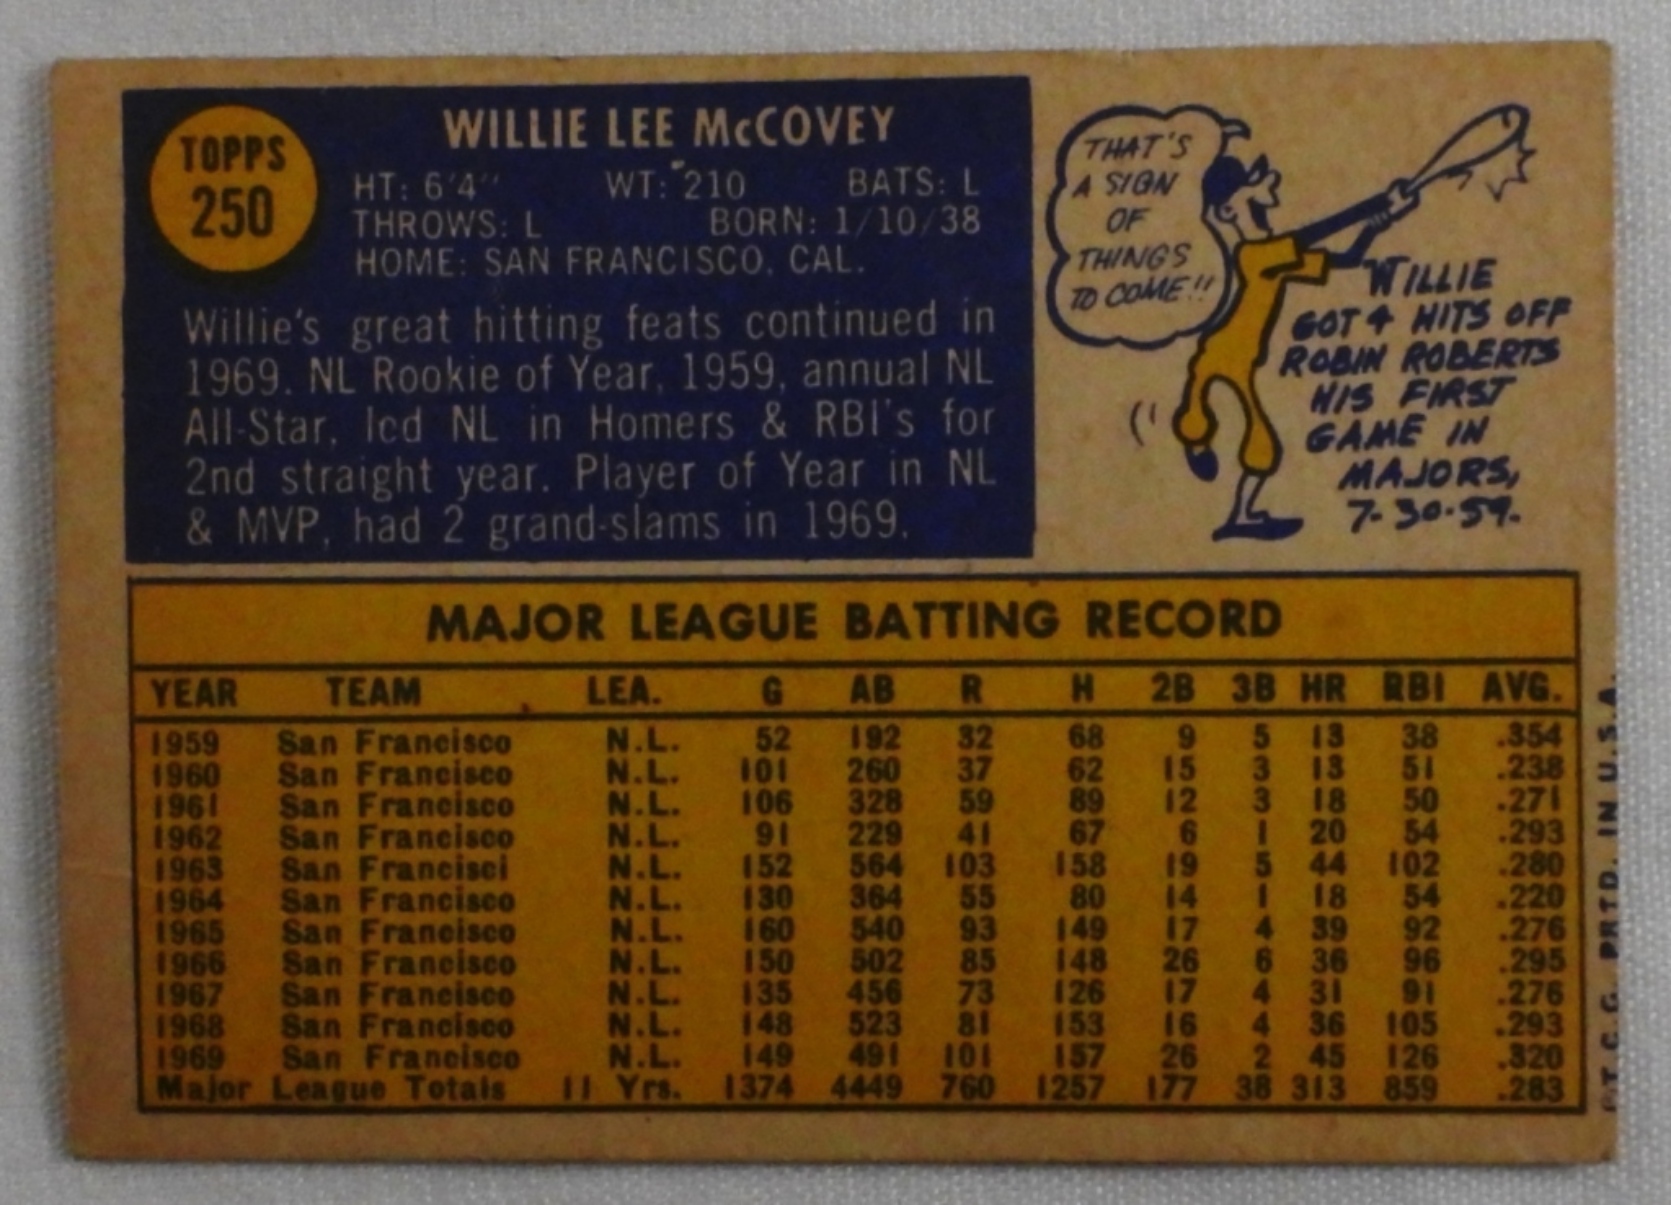 TOPPS
250
WILLIE LEE McCOVEY
HT: 6'4" WT: 210 BATS: L
THROWS: L BORN: 1/10/38
HOME: SAN FRANCISCO, CAL.
Willie's great hitting feats continued in
1969. NL Rookie of Year, 1959, annual NL
All-Star, led NL in Homers & RBI's for
2nd straight year. Player of Year in NL
& MVP, had 2 grand-slams in 1969.
THAT'S
A SIGN
OF
THINGS
TO COME!!
WILLIE
GOT 4 HITS OFF
ROBIN ROBERTS
HIS FIRST
GAME IN
MAJORS,
7-30-59.
MAJOR LEAGUE BATTING RECORD
YEAR TEAM LEA. G AB R H 2B 3B HR RBI AVG.
1959 San Francisco N.L. 52 192 32 68 9 5 13 38 .354
1960 San Francisco N.L. 101 260 37 62 15 3 13 51 .238
1961 San Francisco N.L. 106 328 59 89 12 3 18 50 .271
1962 San Francisco N.L. 91 229 41 67 6 1 20 54 .293
1963 San Francisci N.L. 152 564 103 158 19 5 44 102 .280
1964 San Francisco N.L. 130 364 55 80 14 1 18 54 .220
1965 San Francisco N.L. 160 540 93 149 17 4 39 92 .276
1966 San Francisco N.L. 150 502 85 148 26 6 36 96 .295
1967 San Francisco N.L. 135 456 73 126 17 4 31 91 .276
1968 San Francisco N.L. 148 523 81 153 16 4 36 105 .293
1969 San Francisco N.L. 149 491 101 157 26 2 45 126 .320
Major League Totals 11 Yrs. 1374 4449 760 1257 177 38 313 859 .283
T.C.G. PRTD. IN U.S.A.